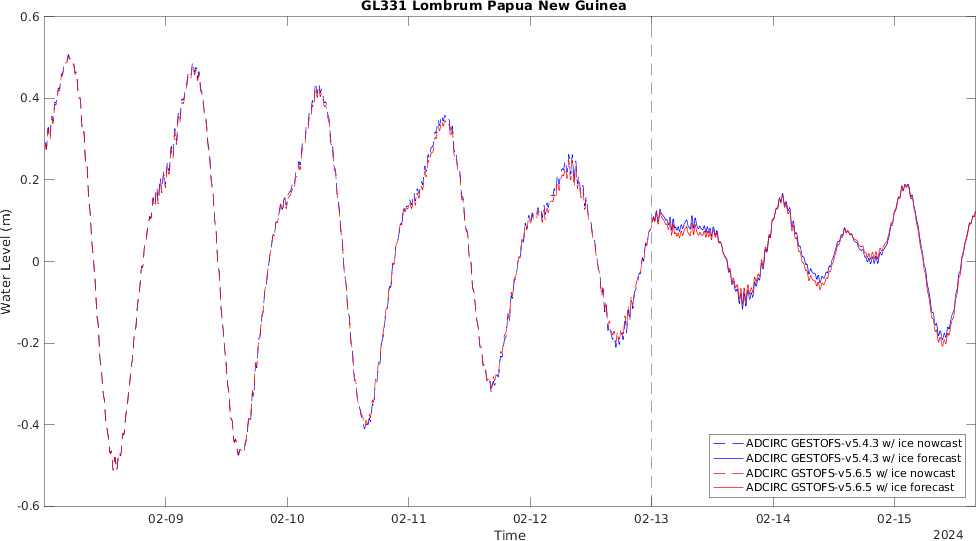 GL331 Lombrum Papua New Guinea
0.6
0.4
0.2
0
-0.2
-0.4
-0.6
Water Level (m)
02-09 02-10 02-11 02-12 02-13 02-14 02-15
Time
2024
ADCIRC GESTOFS-v5.4.3 w/ ice nowcast
ADCIRC GESTOFS-v5.4.3 w/ ice forecast
ADCIRC GSTOFS-v5.6.5 w/ ice nowcast
ADCIRC GSTOFS-v5.6.5 w/ ice forecast